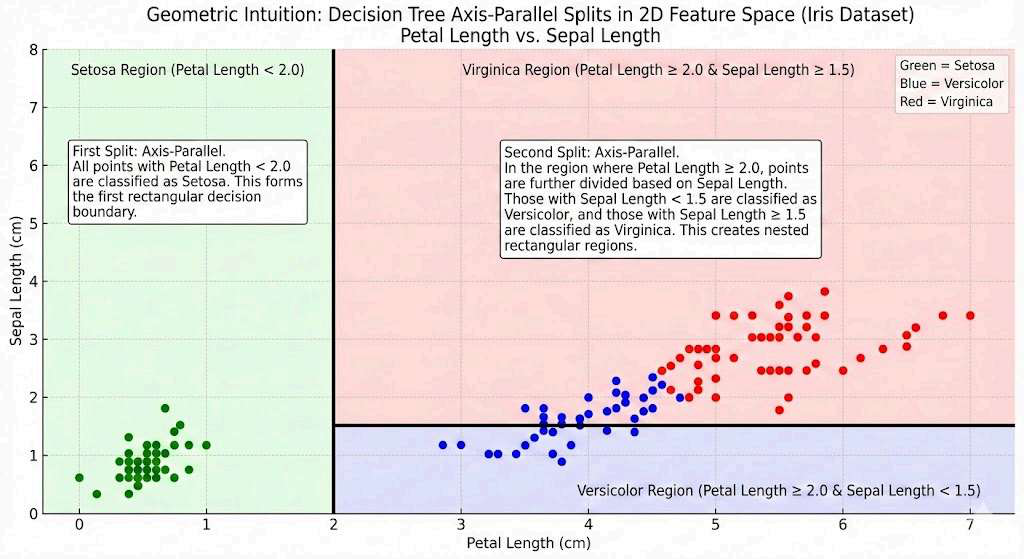 Geometric Intuition: Decision Tree Axis-Parallel Splits in 2D Feature Space (Iris Dataset)
Petal Length vs. Sepal Length
Setosa Region (Petal Length < 2.0)
Virginica Region (Petal Length ≥ 2.0 & Sepal Length ≥ 1.5)
Green = Setosa
Blue = Versicolor
Red = Virginica
First Split: Axis-Parallel.
All points with Petal Length < 2.0
are classified as Setosa. This forms
the first rectangular decision
boundary.
Second Split: Axis-Parallel.
In the region where Petal Length ≥ 2.0, points
are further divided based on Sepal Length.
Those with Sepal Length < 1.5 are classified as
Versicolor, and those with Sepal Length ≥ 1.5
are classified as Virginica. This creates nested
rectangular regions.
Versicolor Region (Petal Length ≥ 2.0 & Sepal Length < 1.5)
Sepal Length (cm)
8
7
6
5
4
3
2
1
0
0 1 2 3 4 5 6 7
Petal Length (cm)